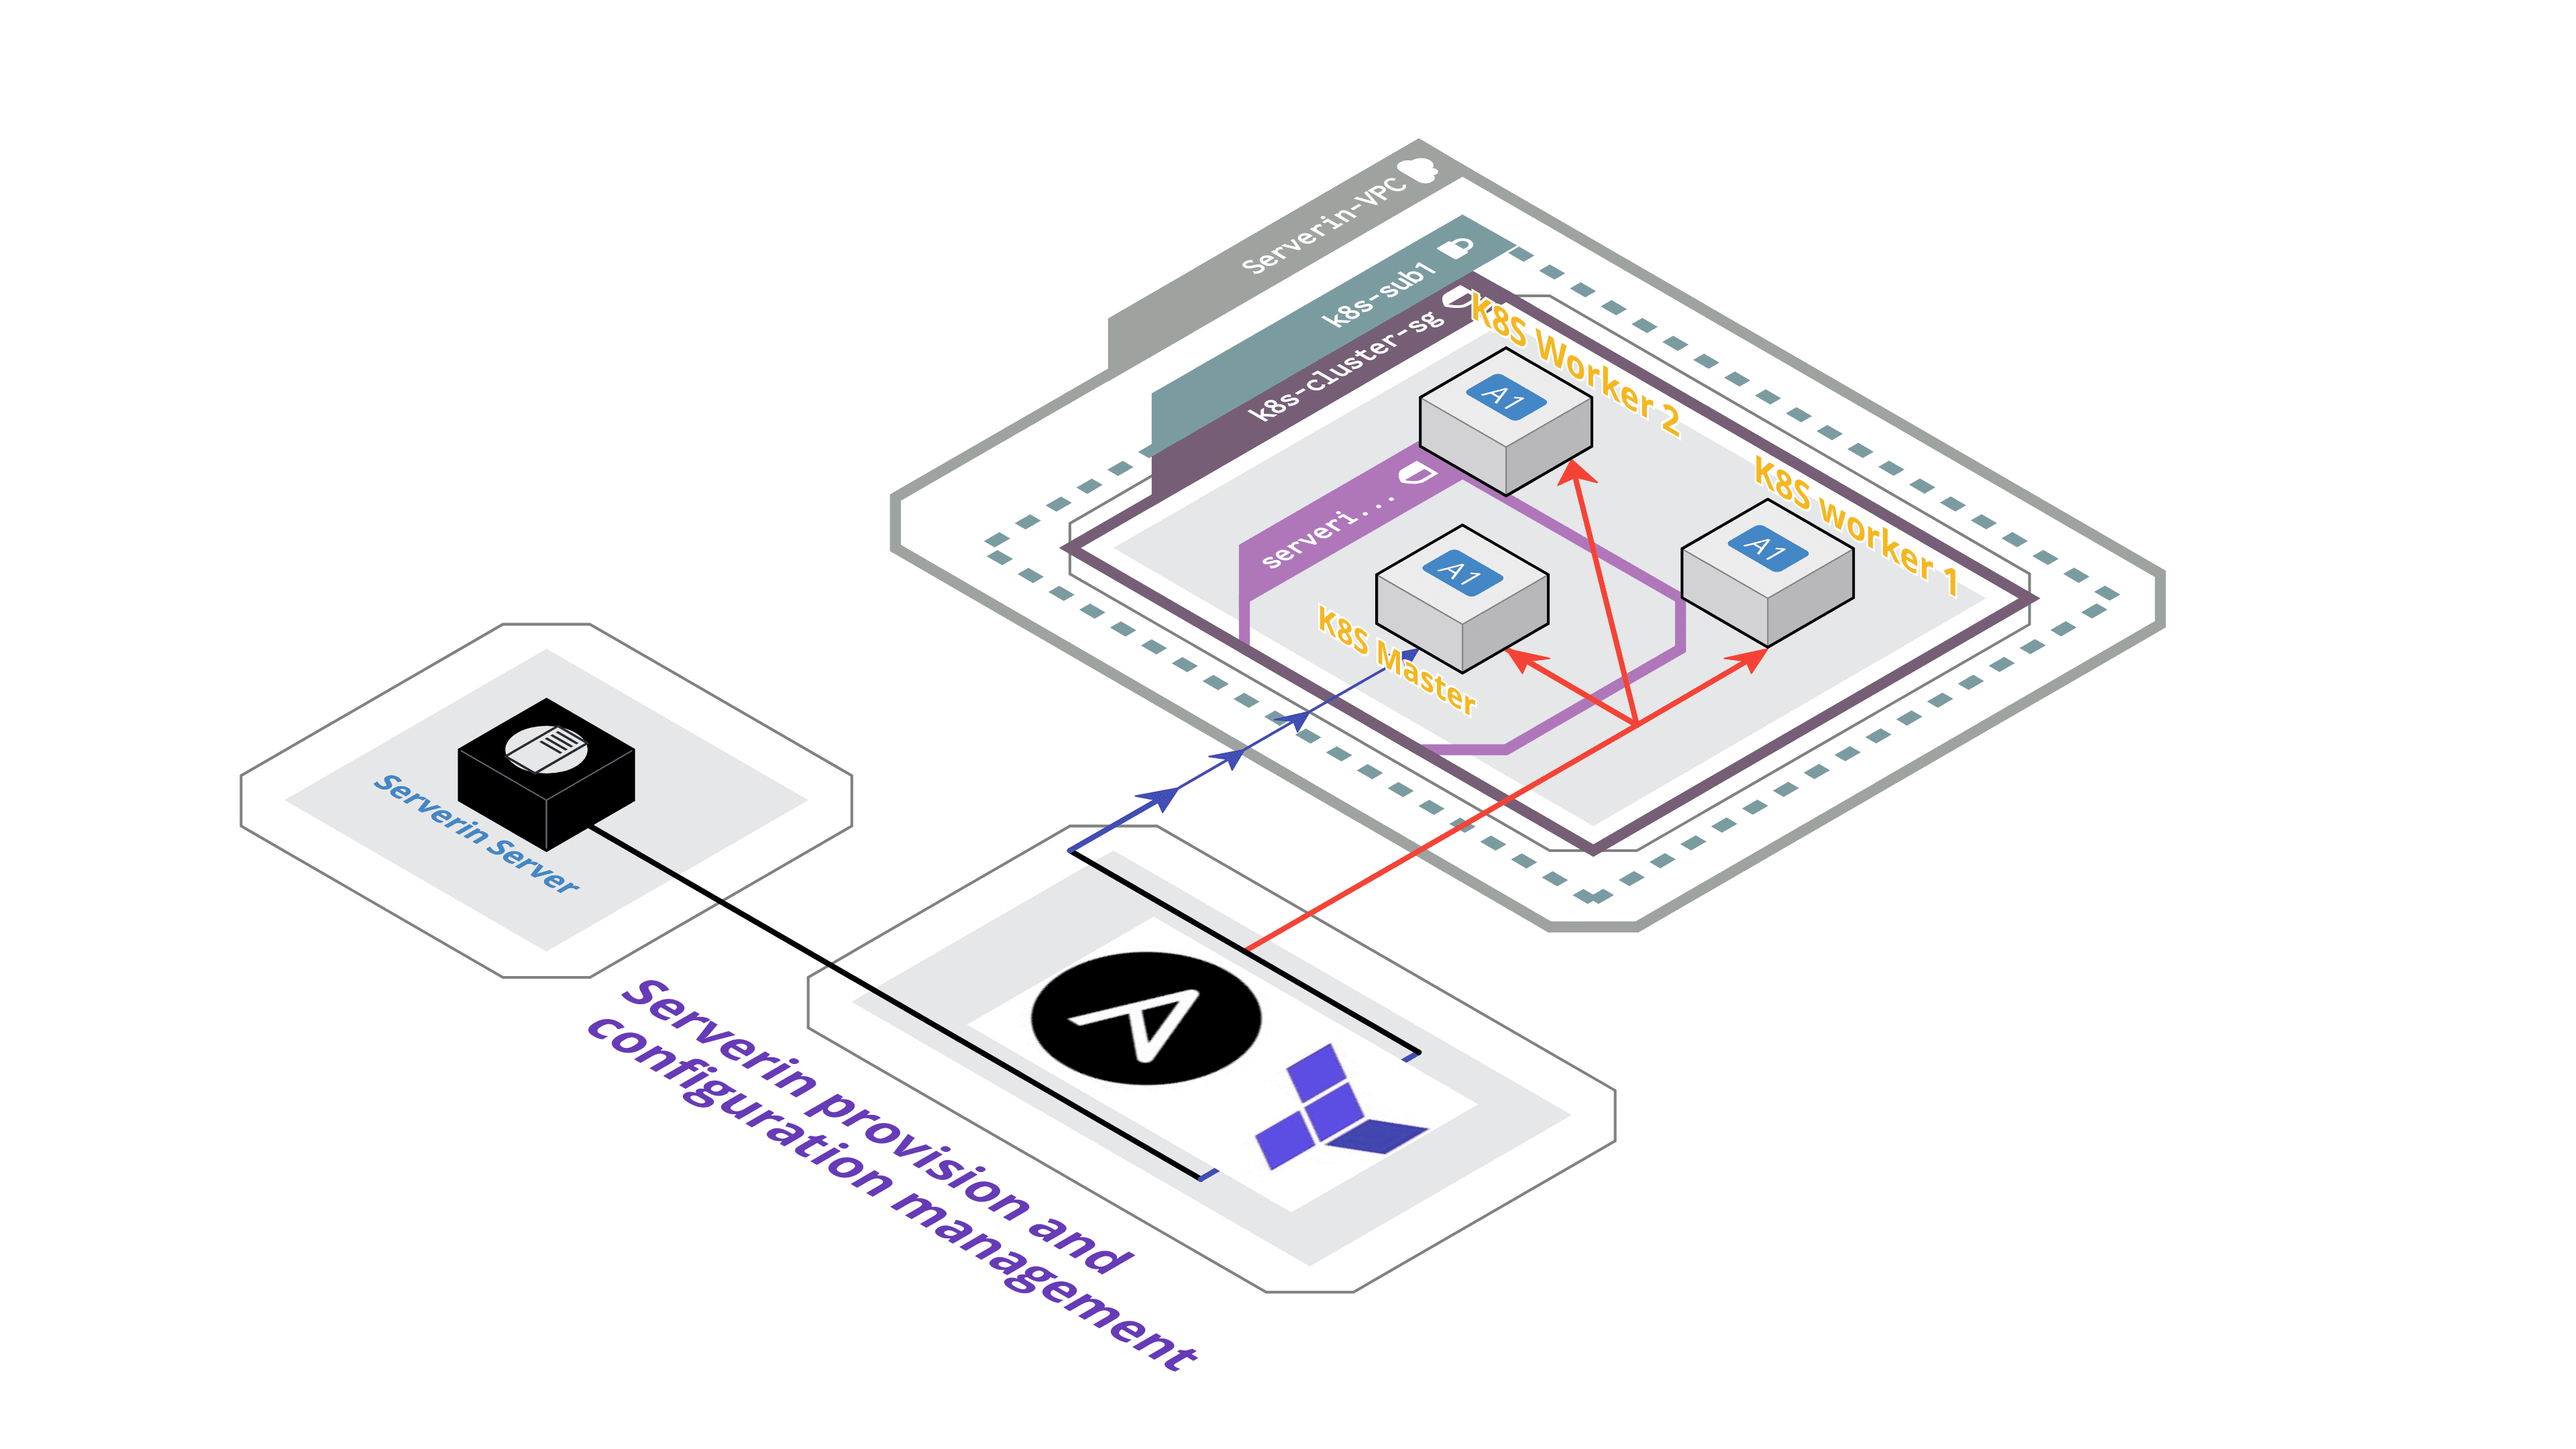 Serverin-VPC
k8s-sub1
k8s-cluster-sg
K8S Worker 2
A1
K8S worker 1
A1
serveri...
A1
K8S Master
Serverin Server
Serverin provision and
configuration management